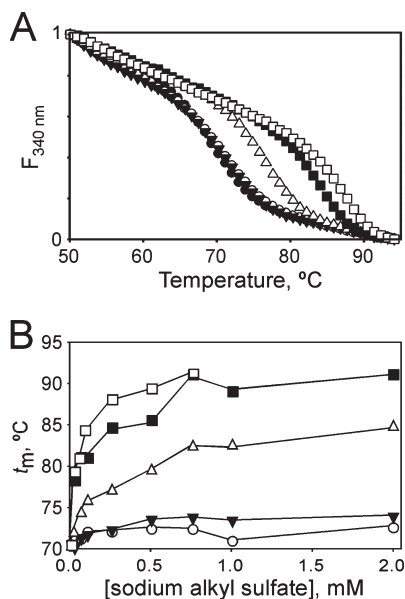 A
1
F340 nm
0
50 60 70 80 90
Temperature, ºC
B
95
90
85
80
75
70
tm, ºC
0.0 0.5 1.0 1.5 2.0
[sodium alkyl sulfate], mM